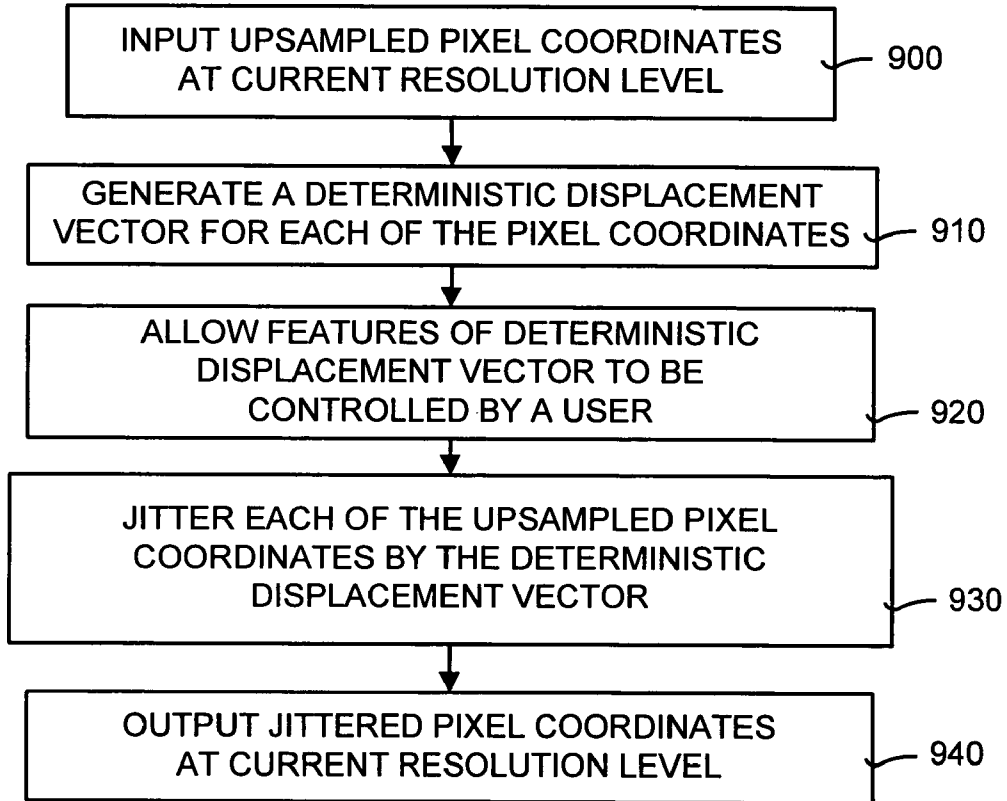 INPUT UPSAMPLED PIXEL COORDINATES
AT CURRENT RESOLUTION LEVEL
900
GENERATE A DETERMINISTIC DISPLACEMENT
VECTOR FOR EACH OF THE PIXEL COORDINATES
910
ALLOW FEATURES OF DETERMINISTIC
DISPLACEMENT VECTOR TO BE
CONTROLLED BY A USER
920
JITTER EACH OF THE UPSAMPLED PIXEL
COORDINATES BY THE DETERMINISTIC
DISPLACEMENT VECTOR
930
OUTPUT JITTERED PIXEL COORDINATES
AT CURRENT RESOLUTION LEVEL
940